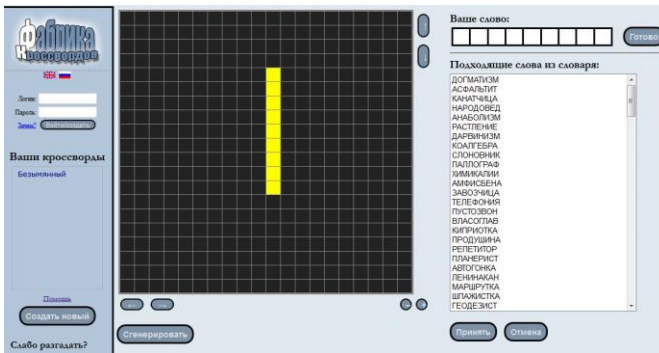 Фабрика
Кроссвордов
Логин:
Пароль:
Ваши кроссворды
Безымянный
Помощь
Создать новый
Слабо разгадать?
Сгенерировать
Ваше слово:
Готово
Подходящие слова из словаря:
ДОГМАТИЗМ
АСФАЛЬТИТ
КАНАТЧИЦА
НАРОДОВЕД
АНАБОЛИЗМ
РАСТЛЕНИЕ
ДАРВИНИЗМ
КОАЛГЕБРА
СЛОНОВНИК
ПАЛЛОГРАФ
ХИМИКАЛИИ
АМФИСБЕНА
ЗАВОЗЧИЦА
ТЕЛЕФОНИЯ
ПУСТОЗВОН
ВЛАСОГЛАВ
КИПРИОТКА
ПРОДУШИНА
РЕПЕТИТОР
ПЛАНЕРИСТ
АВТОГОНКА
ЛЕНИНАКАН
МАРШРУТКА
ШПАЖИСТКА
ГЕОДЕЗИСТ
Принять
Отмена